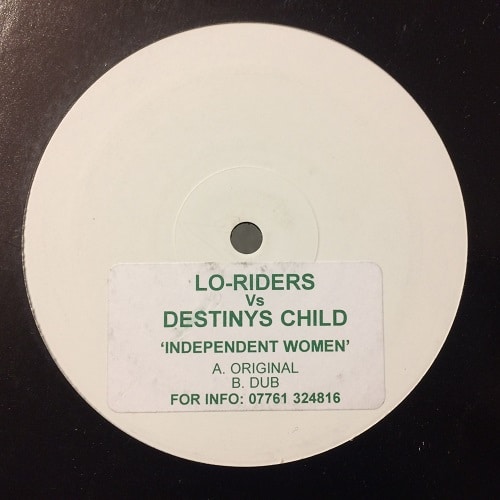 LO-RIDERS
Vs
DESTINYS CHILD
‘INDEPENDENT WOMEN’
A. ORIGINAL
B. DUB
FOR INFO: 07761 324816